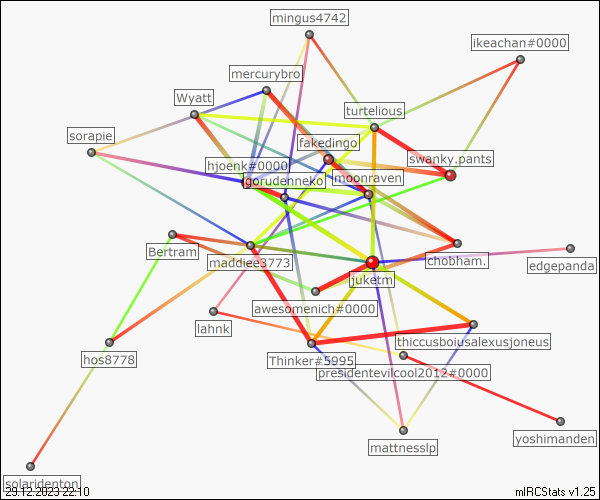 mingus4742
ikeachan#0000
mercurybro
Wyatt
turtelious
sorapie
fakedingo
swanky.pants
hjoenk#0000
gorudenneko
moonraven
Bertram
maddiee3773
chobham.
edgepanda
juketm
awesomenich#0000
lahnk
thiccusboiusalexusjoneus
hos8778
Thinker#5995
presidentevilcool2012#0000
mattnesslp
yoshimanden
solaridenton
29.12.2023 22:10
mIRCStats v1.25